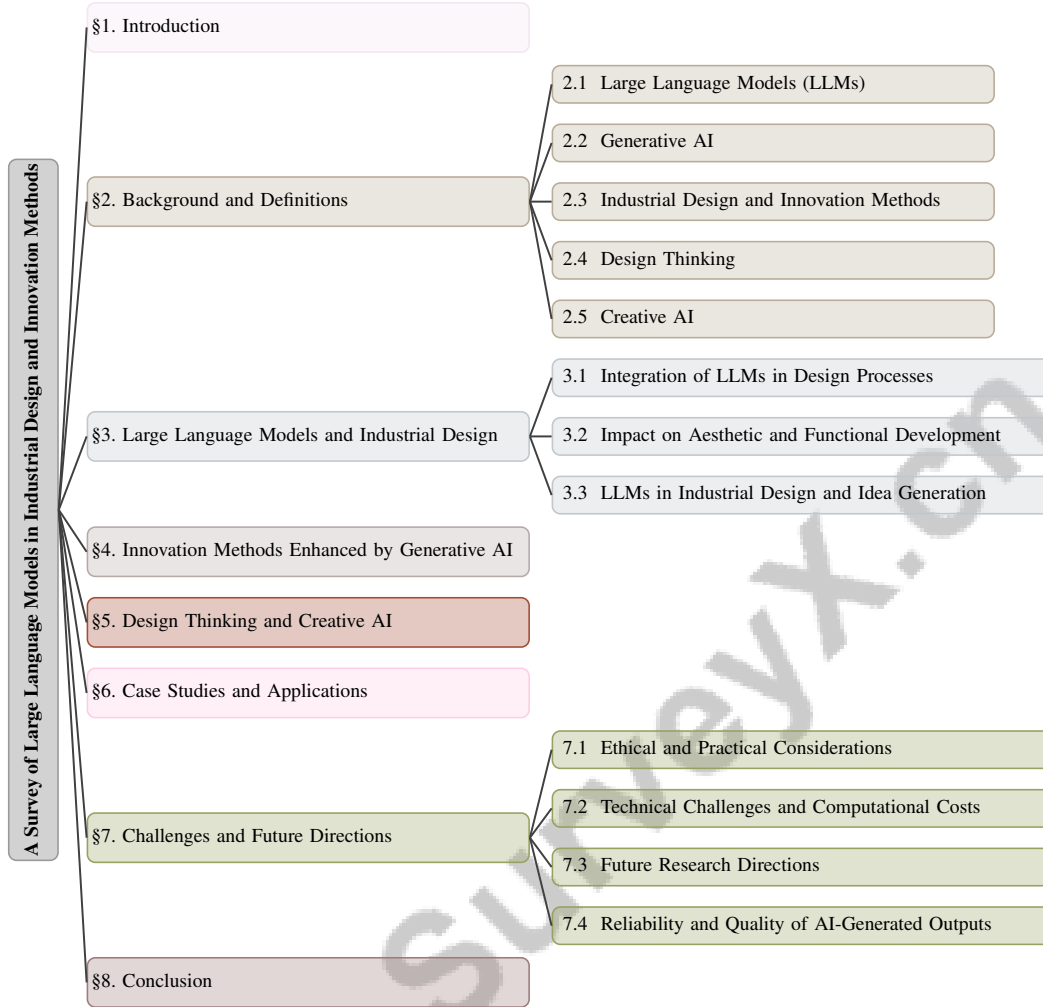 A Survey of Large Language Models in Industrial Design and Innovation Methods
§1. Introduction
§2. Background and Definitions
2.1 Large Language Models (LLMs)
2.2 Generative AI
2.3 Industrial Design and Innovation Methods
2.4 Design Thinking
2.5 Creative AI
§3. Large Language Models and Industrial Design
3.1 Integration of LLMs in Design Processes
3.2 Impact on Aesthetic and Functional Development
3.3 LLMs in Industrial Design and Idea Generation
§4. Innovation Methods Enhanced by Generative AI
§5. Design Thinking and Creative AI
§6. Case Studies and Applications
§7. Challenges and Future Directions
7.1 Ethical and Practical Considerations
7.2 Technical Challenges and Computational Costs
7.3 Future Research Directions
7.4 Reliability and Quality of AI-Generated Outputs
§8. Conclusion
SurveyX.cn